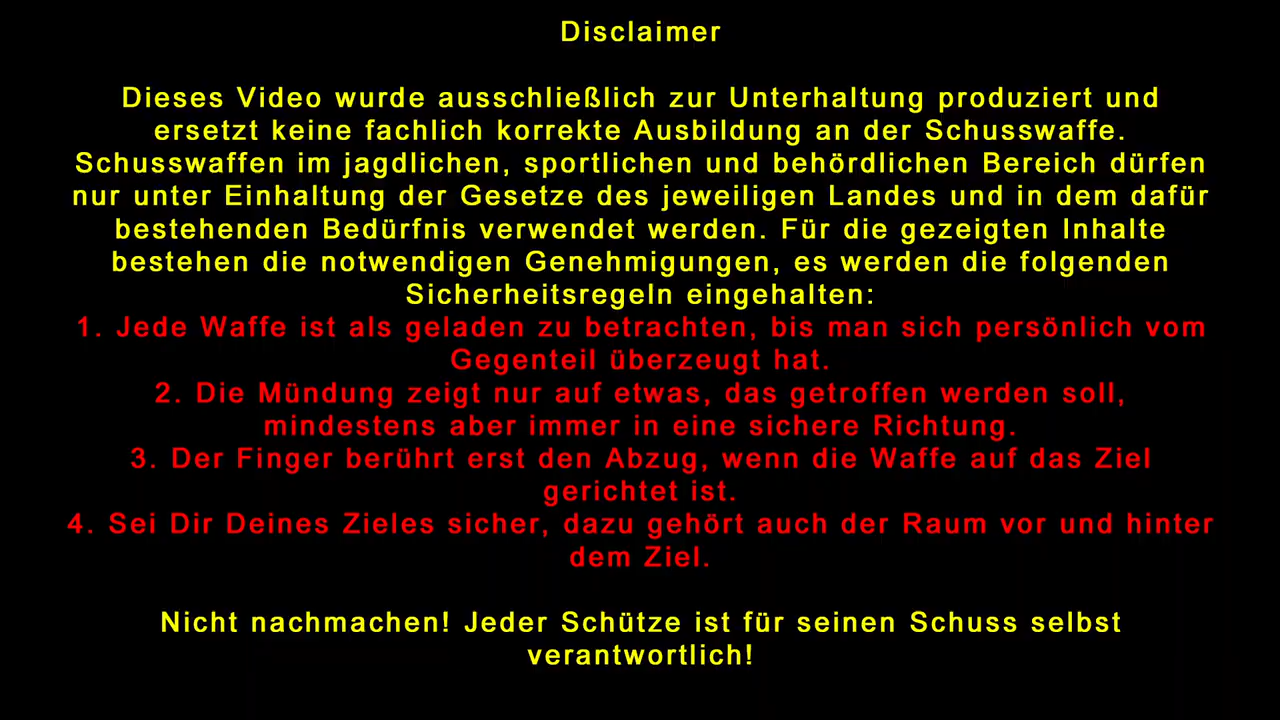 Disclaimer
Dieses Video wurde ausschließlich zur Unterhaltung produziert und
ersetzt keine fachlich korrekte Ausbildung an der Schusswaffe.
Schusswaffen im jagdlichen, sportlichen und behördlichen Bereich dürfen
nur unter Einhaltung der Gesetze des jeweiligen Landes und in dem dafür
bestehenden Bedürfnis verwendet werden. Für die gezeigten Inhalte
bestehen die notwendigen Genehmigungen, es werden die folgenden
Sicherheitsregeln eingehalten:
1. Jede Waffe ist als geladen zu betrachten, bis man sich persönlich vom
Gegenteil überzeugt hat.
2. Die Mündung zeigt nur auf etwas, das getroffen werden soll,
mindestens aber immer in eine sichere Richtung.
3. Der Finger berührt erst den Abzug, wenn die Waffe auf das Ziel
gerichtet ist.
4. Sei Dir Deines Zieles sicher, dazu gehört auch der Raum vor und hinter
dem Ziel.
Nicht nachmachen! Jeder Schütze ist für seinen Schuss selbst
verantwortlich!